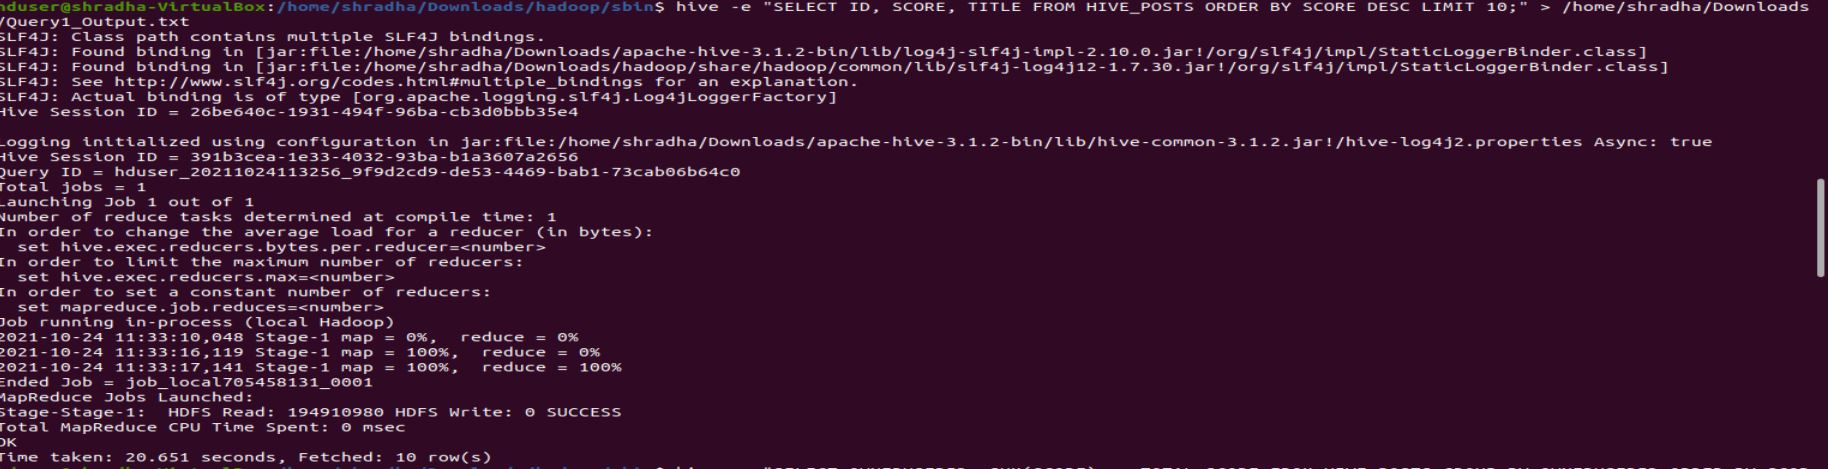 hduser@shradha-VirtualBox:/home/shradha/Downloads/hadoop/sbin$ hive -e "SELECT ID, SCORE, TITLE FROM HIVE_POSTS ORDER BY SCORE DESC LIMIT 10;" > /home/shradha/Downloads
/Query1_Output.txt
SLF4J: Class path contains multiple SLF4J bindings.
SLF4J: Found binding in [jar:file:/home/shradha/Downloads/apache-hive-3.1.2-bin/lib/log4j-slf4j-impl-2.10.0.jar!/org/slf4j/impl/StaticLoggerBinder.class]
SLF4J: Found binding in [jar:file:/home/shradha/Downloads/hadoop/share/hadoop/common/lib/slf4j-log4j12-1.7.30.jar!/org/slf4j/impl/StaticLoggerBinder.class]
SLF4J: See http://www.slf4j.org/codes.html#multiple_bindings for an explanation.
SLF4J: Actual binding is of type [org.apache.logging.slf4j.Log4jLoggerFactory]
Hive Session ID = 26be640c-1931-494f-96ba-cb3d0bbb35e4
Logging initialized using configuration in jar:file:/home/shradha/Downloads/apache-hive-3.1.2-bin/lib/hive-common-3.1.2.jar!/hive-log4j2.properties Async: true
Hive Session ID = 391b3cea-1e33-4032-93ba-b1a3607a2656
Query ID = hduser_20211024113256_9f9d2cd9-de53-4469-bab1-73cab06b64c0
Total jobs = 1
Launching Job 1 out of 1
Number of reduce tasks determined at compile time: 1
In order to change the average load for a reducer (in bytes):
  set hive.exec.reducers.bytes.per.reducer=<number>
In order to limit the maximum number of reducers:
  set hive.exec.reducers.max=<number>
In order to set a constant number of reducers:
  set mapreduce.job.reduces=<number>
Job running in-process (local Hadoop)
2021-10-24 11:33:10,048 Stage-1 map = 0%,  reduce = 0%
2021-10-24 11:33:16,119 Stage-1 map = 100%,  reduce = 0%
2021-10-24 11:33:17,141 Stage-1 map = 100%,  reduce = 100%
Ended Job = job_local705458131_0001
MapReduce Jobs Launched:
Stage-Stage-1:  HDFS Read: 194910980 HDFS Write: 0 SUCCESS
Total MapReduce CPU Time Spent: 0 msec
OK
Time taken: 20.651 seconds, Fetched: 10 row(s)